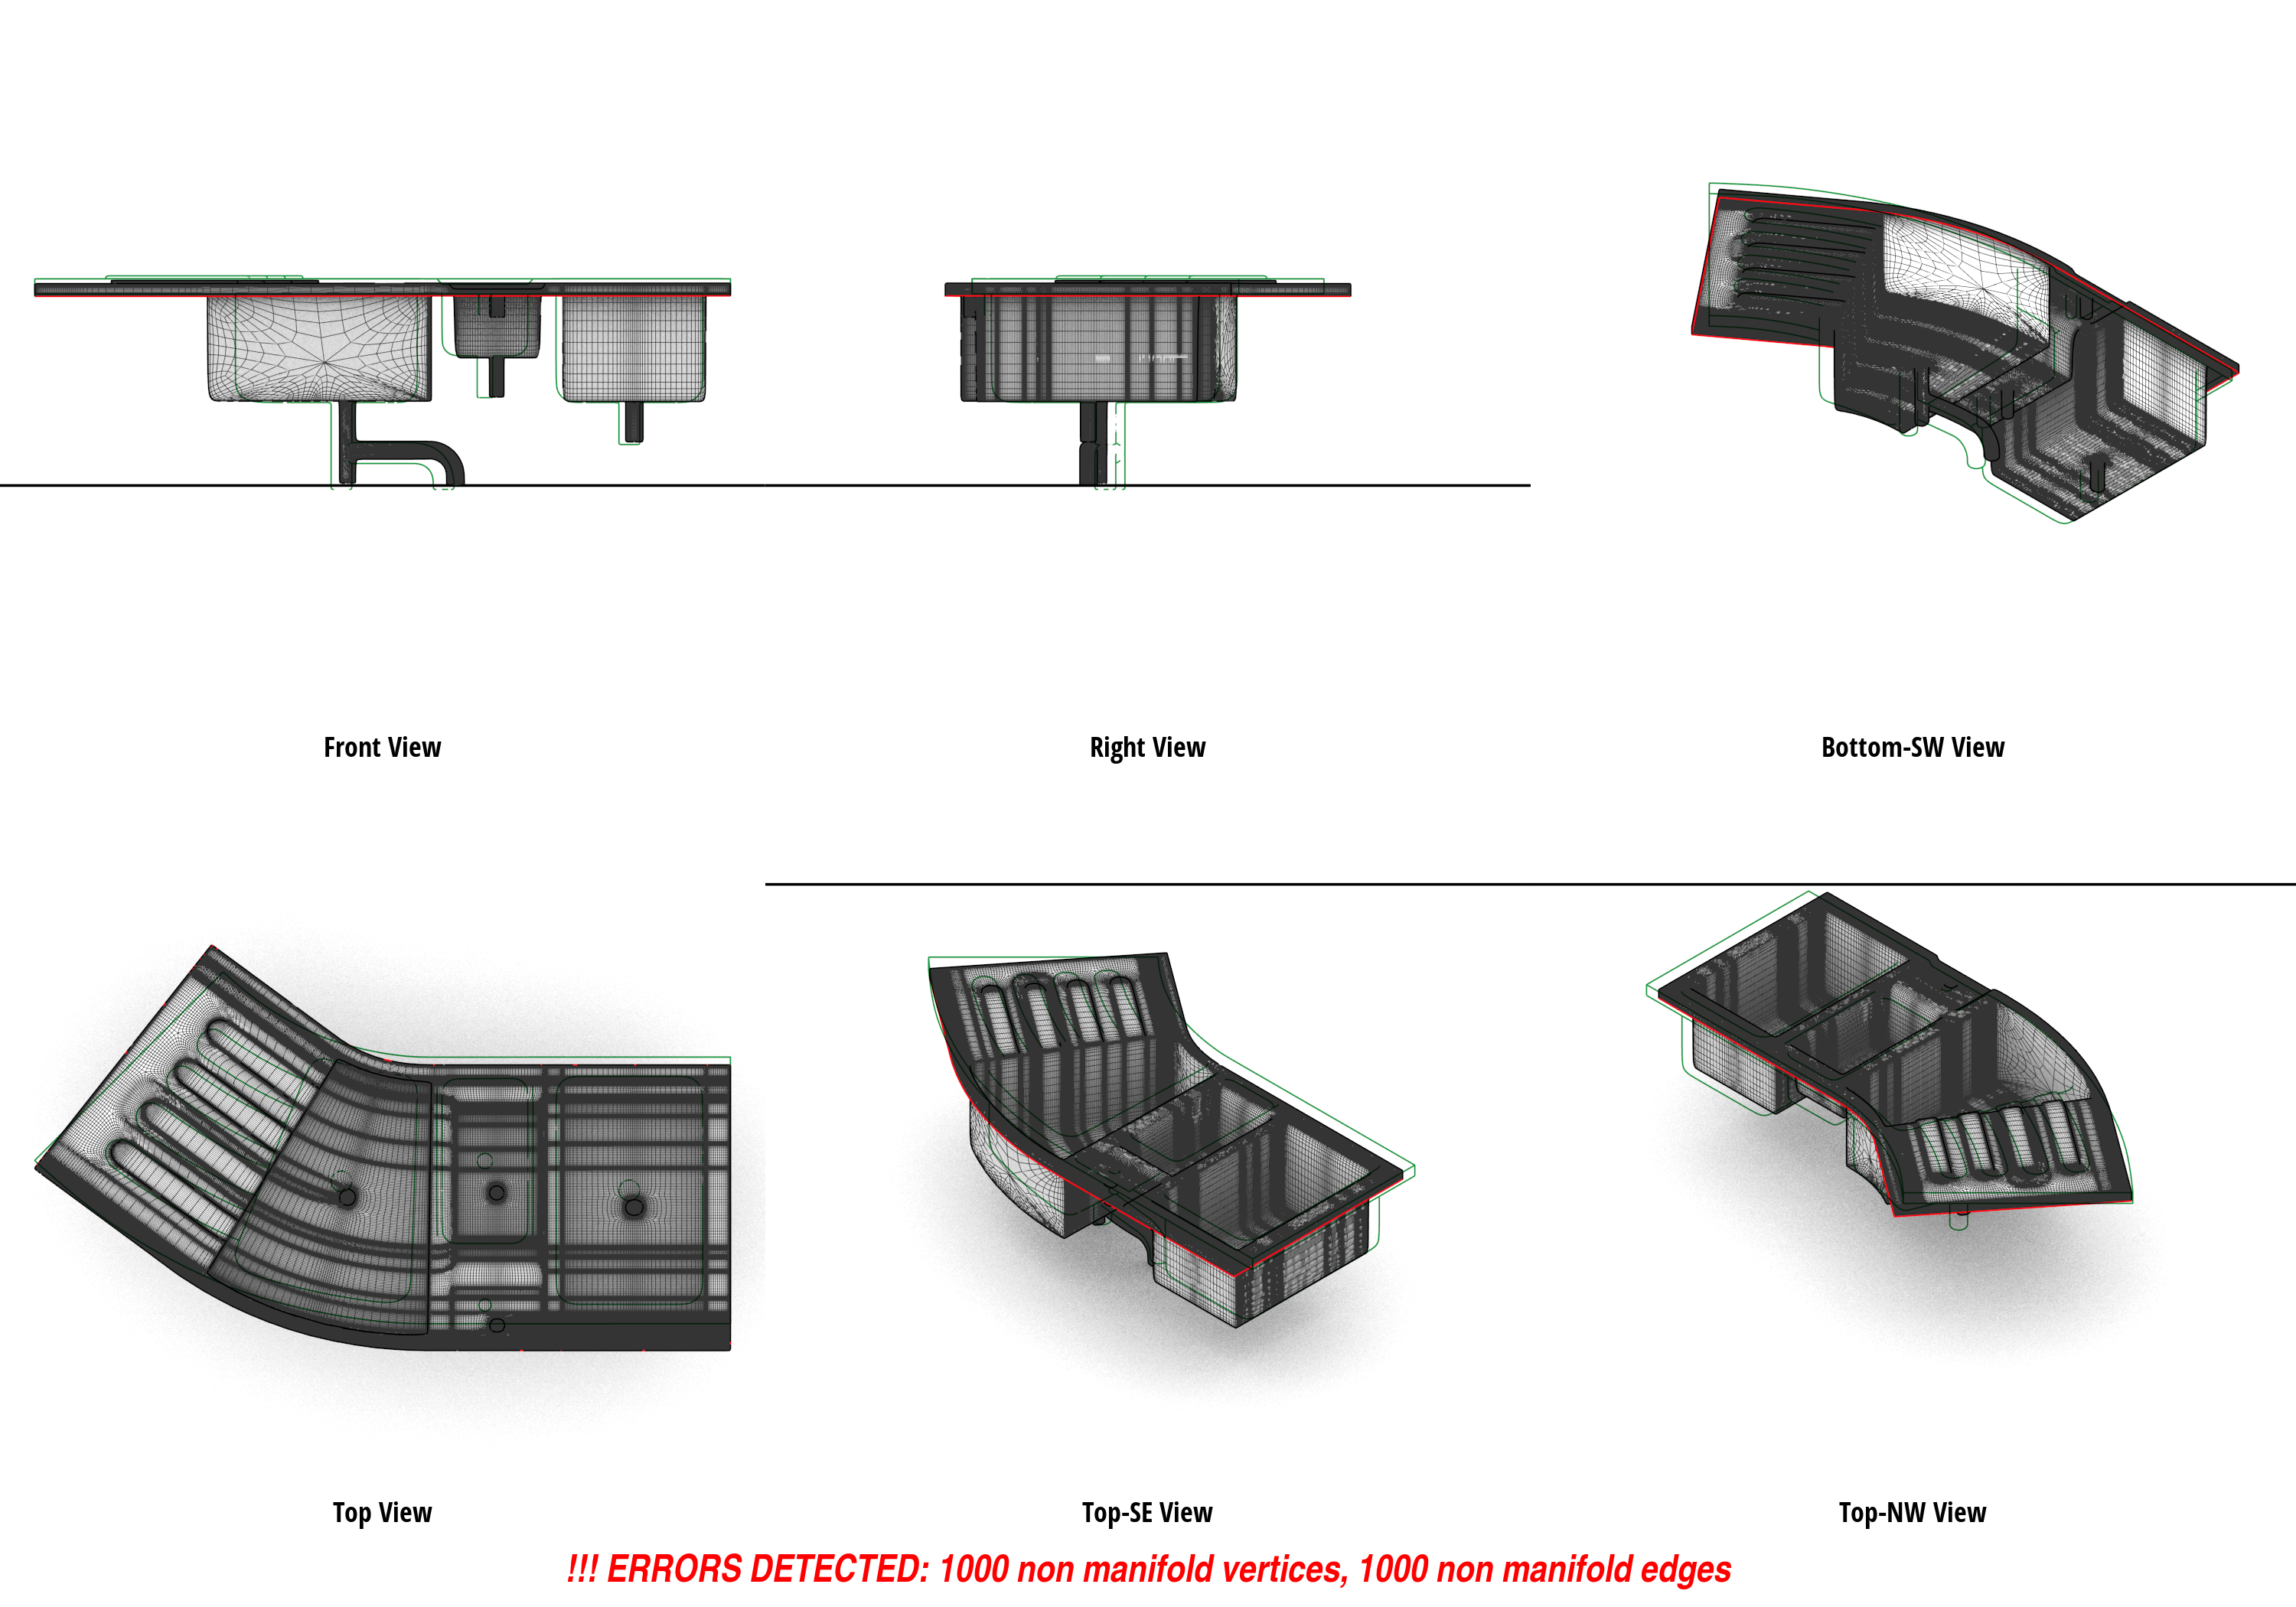 Front View
Right View
Bottom-SW View
Top View
Top-SE View
Top-NW View
!!! ERRORS DETECTED: 1000 non manifold vertices, 1000 non manifold edges